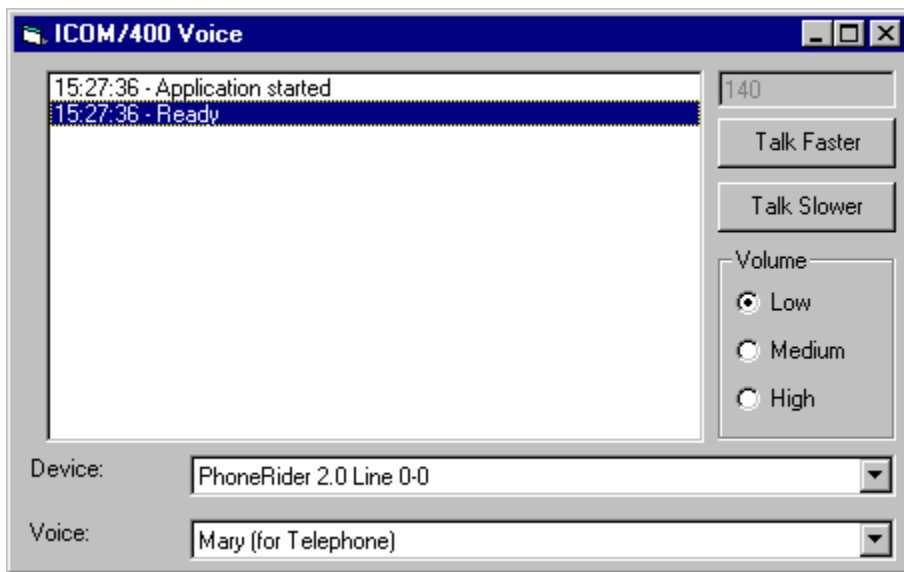 ICOM/400 Voice
15:27:36 - Application started
15:27:36 - Ready
140
Talk Faster
Talk Slower
Volume
Low
Medium
High
Device:
PhoneRider 2.0 Line 0-0
Voice:
Mary (for Telephone)